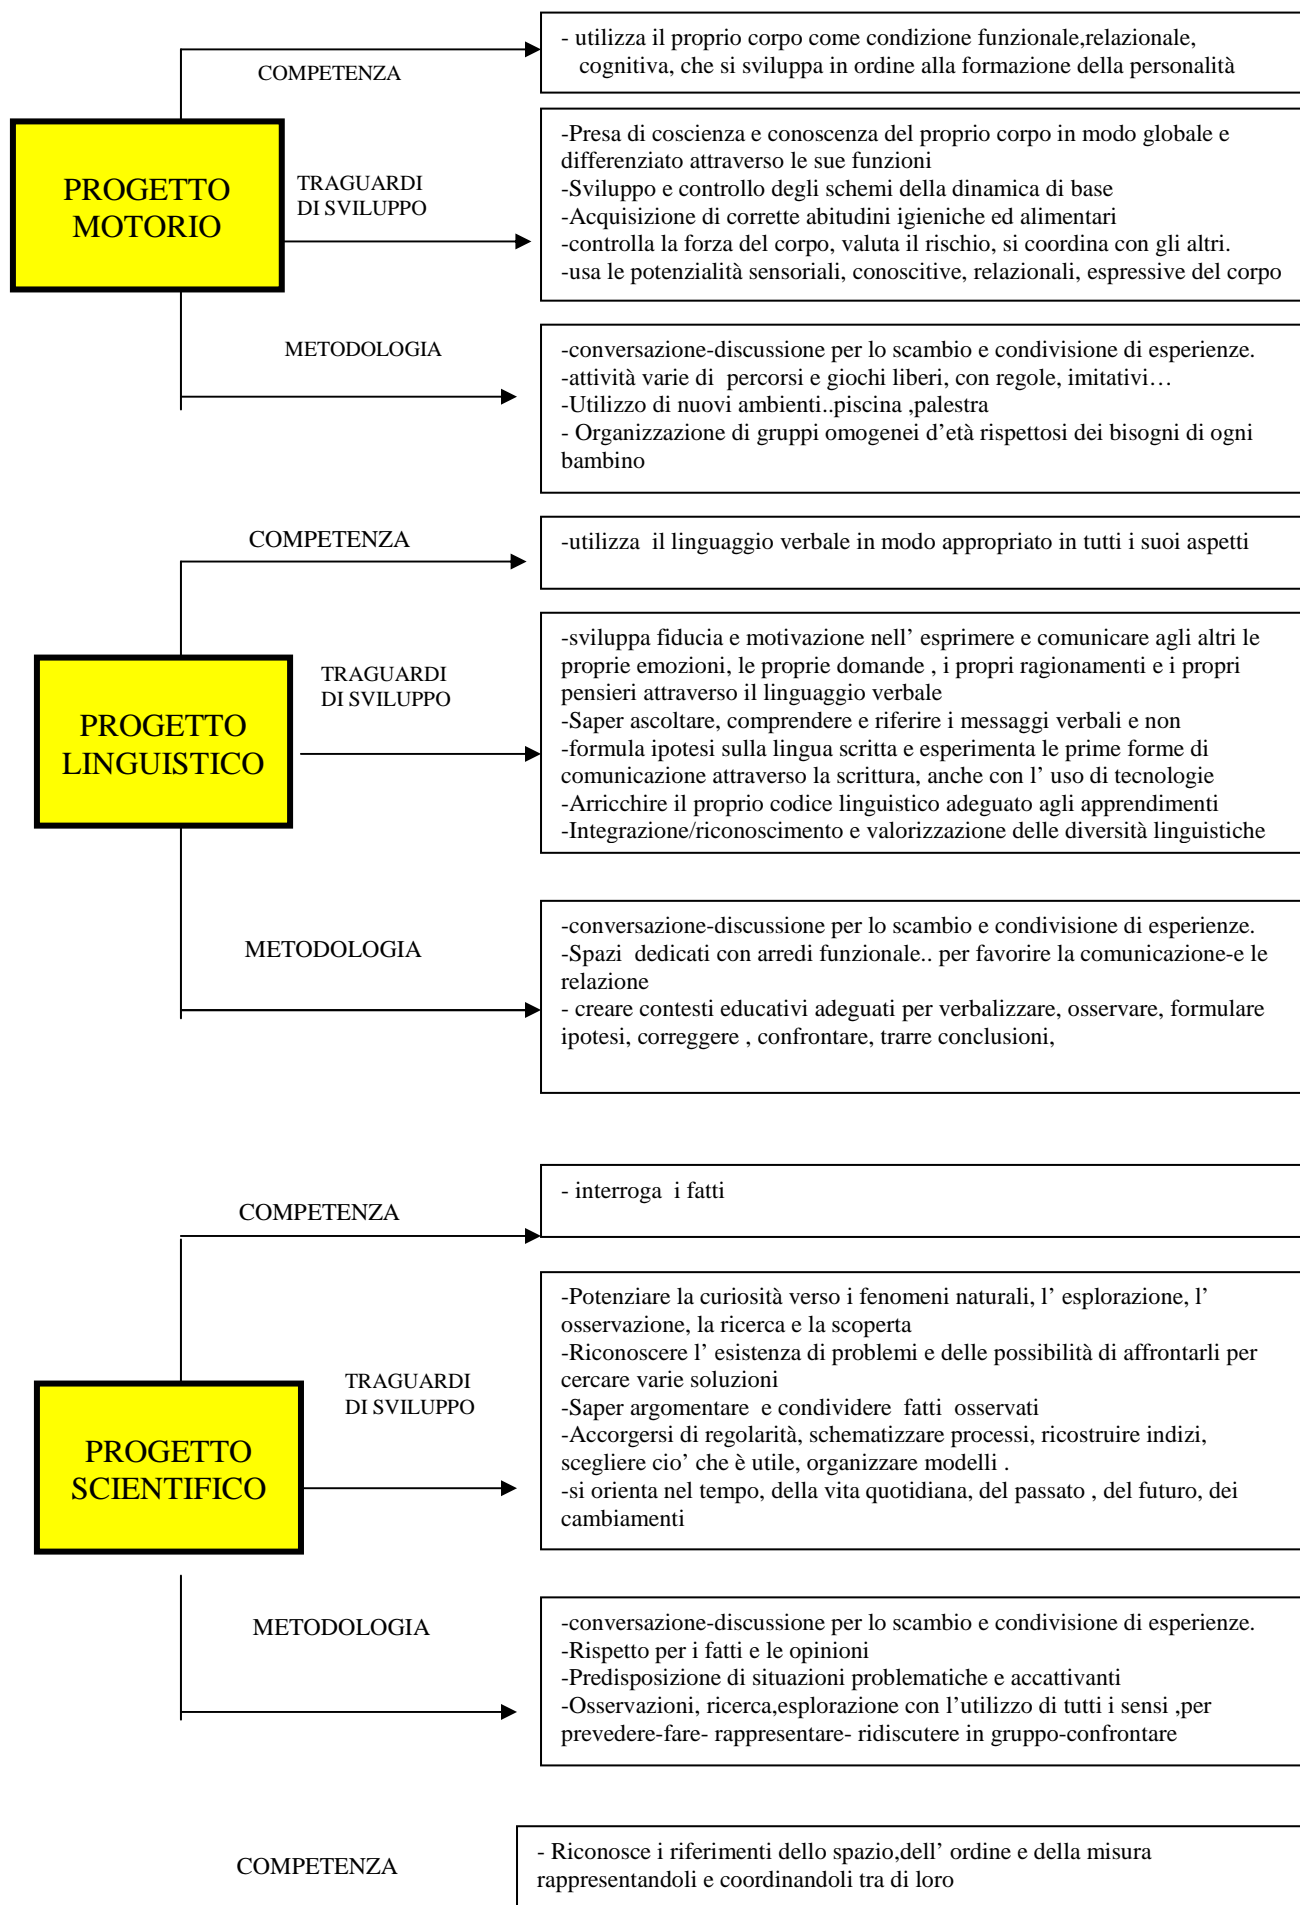 - utilizza il proprio corpo come condizione funzionale,relazionale,
cognitiva, che si sviluppa in ordine alla formazione della personalità
COMPETENZA
PROGETTO
MOTORIO
TRAGUARDI
DI SVILUPPO
-Presa di coscienza e conoscenza del proprio corpo in modo globale e
differenziato attraverso le sue funzioni
-Sviluppo e controllo degli schemi della dinamica di base
-Acquisizione di corrette abitudini igieniche ed alimentari
-controlla la forza del corpo, valuta il rischio, si coordina con gli altri.
-usa le potenzialità sensoriali, conoscitive, relazionali, espressive del corpo
METODOLOGIA
-conversazione-discussione per lo scambio e condivisione di esperienze.
-attività varie di  percorsi e giochi liberi, con regole, imitativi…
-Utilizzo di nuovi ambienti..piscina ,palestra
- Organizzazione di gruppi omogenei d’età rispettosi dei bisogni di ogni
bambino
COMPETENZA
-utilizza  il linguaggio verbale in modo appropriato in tutti i suoi aspetti
PROGETTO
LINGUISTICO
TRAGUARDI
DI SVILUPPO
-sviluppa fiducia e motivazione nell’ esprimere e comunicare agli altri le
proprie emozioni, le proprie domande , i propri ragionamenti e i propri
pensieri attraverso il linguaggio verbale
-Saper ascoltare, comprendere e riferire i messaggi verbali e non
-formula ipotesi sulla lingua scritta e esperimenta le prime forme di
comunicazione attraverso la scrittura, anche con l’ uso di tecnologie
-Arricchire il proprio codice linguistico adeguato agli apprendimenti
-Integrazione/riconoscimento e valorizzazione delle diversità linguistiche
METODOLOGIA
-conversazione-discussione per lo scambio e condivisione di esperienze.
-Spazi  dedicati con arredi funzionale.. per favorire la comunicazione-e le
relazione
- creare contesti educativi adeguati per verbalizzare, osservare, formulare
ipotesi, correggere , confrontare, trarre conclusioni,
COMPETENZA
- interroga  i fatti
PROGETTO
SCIENTIFICO
TRAGUARDI
DI SVILUPPO
-Potenziare la curiosità verso i fenomeni naturali, l’ esplorazione, l’
osservazione, la ricerca e la scoperta
-Riconoscere l’ esistenza di problemi e delle possibilità di affrontarli per
cercare varie soluzioni
-Saper argomentare  e condividere  fatti  osservati
-Accorgersi di regolarità, schematizzare processi, ricostruire indizi,
scegliere cio’ che è utile, organizzare modelli .
-si orienta nel tempo, della vita quotidiana, del passato , del futuro, dei
cambiamenti
METODOLOGIA
-conversazione-discussione per lo scambio e condivisione di esperienze.
-Rispetto per i fatti e le opinioni
-Predisposizione di situazioni problematiche e accattivanti
-Osservazioni, ricerca,esplorazione con l’utilizzo di tutti i sensi ,per
prevedere-fare- rappresentare- ridiscutere in gruppo-confrontare
COMPETENZA
- Riconosce i riferimenti dello spazio,dell’ ordine e della misura
rappresentandoli e coordinandoli tra di loro